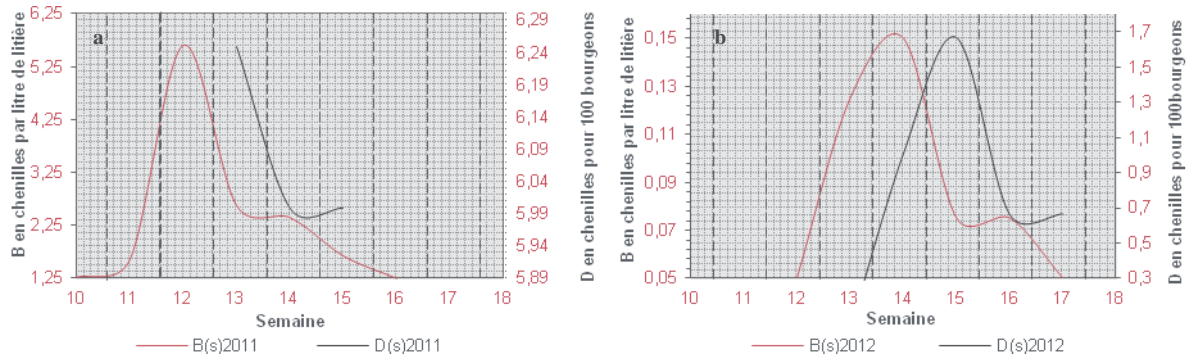 a
B en chenilles par litre de litière
6,25
5,25
4,25
3,25
2,25
1,25
10 11 12 13 14 15 16 17 18
Semaine
6,29
6,24
6,19
6,14
6,09
6,04
5,99
5,94
5,89
D en chenilles pour 100 bourgeons
B(s)2011 D(s)2011
b
B en chenilles par litre de litière
0,15
0,13
0,11
0,09
0,07
0,05
10 11 12 13 14 15 16 17 18
Semaine
1,7
1,5
1,3
1,1
0,9
0,7
0,5
0,3
D en chenilles pour 100bourgeons
B(s)2012 D(s)2012